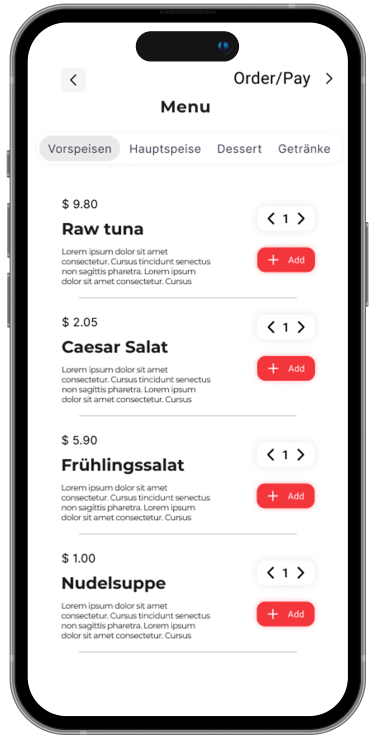 Order/Pay
Menu
Vorspeisen Hauptspeise Dessert Getränke
$ 9.80
Raw tuna
Lorem ipsum dolor sit amet
consectetur. Cursus tincidunt senectus
non sagittis pharetra. Lorem ipsum
dolor sit amet consectetur. Cursus
1
+ Add
$ 2.05
Caesar Salat
Lorem ipsum dolor sit amet
consectetur. Cursus tincidunt senectus
non sagittis pharetra. Lorem ipsum
dolor sit amet consectetur. Cursus
1
+ Add
$ 5.90
Frühlingssalat
Lorem ipsum dolor sit amet
consectetur. Cursus tincidunt senectus
non sagittis pharetra. Lorem ipsum
dolor sit amet consectetur. Cursus
1
+ Add
$ 1.00
Nudelsuppe
Lorem ipsum dolor sit amet
consectetur. Cursus tincidunt senectus
non sagittis pharetra. Lorem ipsum
dolor sit amet consectetur. Cursus
1
+ Add